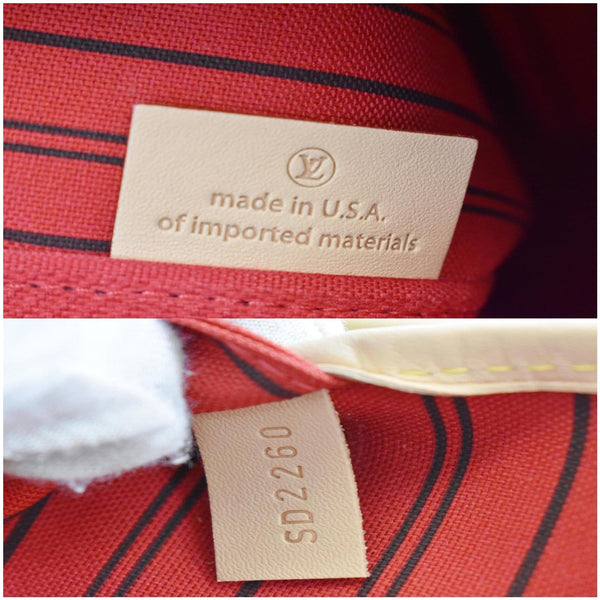 LV
made in U.S.A.
of imported materials
SD2260